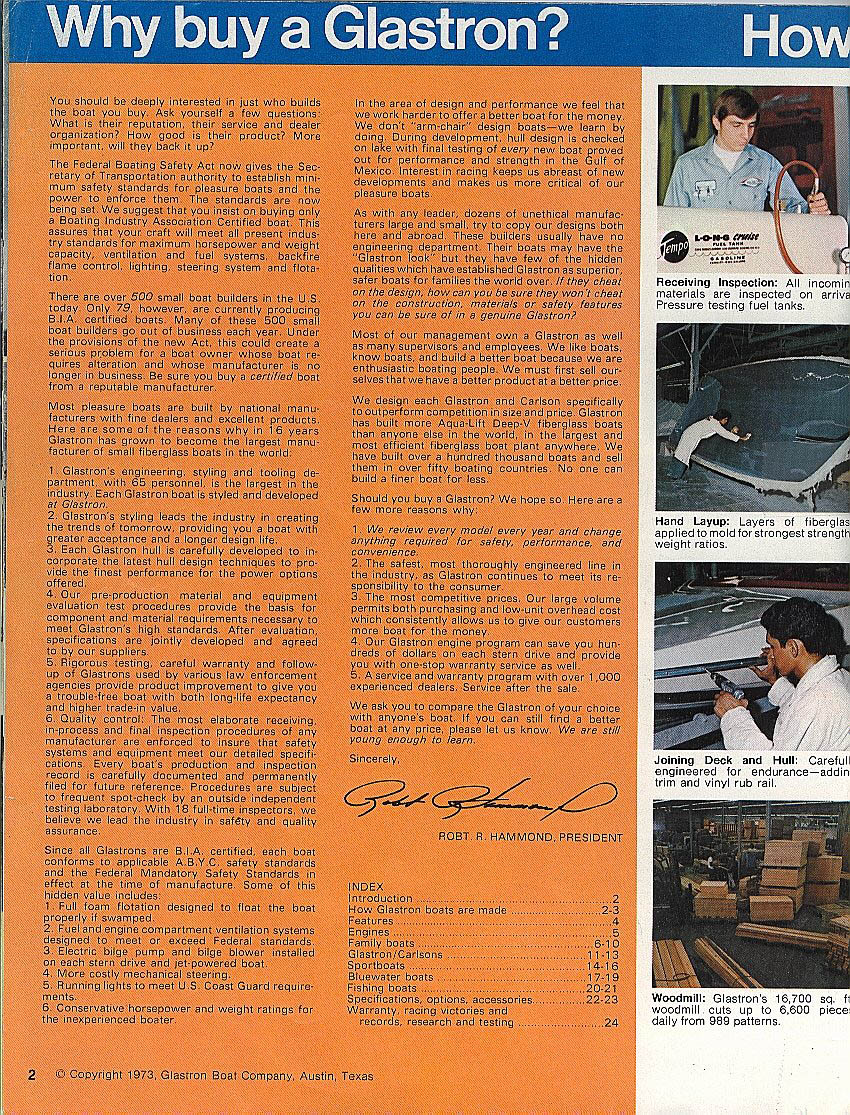 Why buy a Glastron?
How
You should be deeply interested in just who builds
the boat you buy. Ask yourself a few questions:
What is their reputation, their service and dealer
organization? How good is their product? More
important, will they back it up?
The Federal Boating Safety Act now gives the Sec-
retary of Transportation authority to establish mini-
mum safety standards for pleasure boats and the
power to enforce them. The standards are now
being set. We suggest that you insist on buying only
a Boating Industry Association Certified boat. This
assures that your craft will meet all present indus-
try standards for maximum horsepower and weight
capacity, ventilation and fuel systems, backfire
flame control, lighting, steering system and flota-
tion.
There are over 500 small boat builders in the U.S.
today. Only 79, however, are currently producing
B.I.A. certified boats. Many of these 500 small
boat builders go out of business each year. Under
the provisions of the new Act, this could create a
serious problem for a boat owner whose boat re-
quires alteration and whose manufacturer is no
longer in business. Be sure you buy a certified boat
from a reputable manufacturer.
Most pleasure boats are built by national manu-
facturers with fine dealers and excellent products.
Here are some of the reasons why in 16 years
Glastron has grown to become the largest manu-
facturer of small fiberglass boats in the world:
1. Glastron's engineering, styling and tooling de-
partment, with 65 personnel, is the largest in the
industry. Each Glastron boat is styled and developed
at Glastron.
2. Glastron's styling leads the industry in creating
the trends of tomorrow, providing you a boat with
greater acceptance and a longer design life.
3. Each Glastron hull is carefully developed to in-
corporate the latest hull design techniques to pro-
vide the finest performance for the power options
offered.
4. Our pre-production material and equipment
evaluation test procedures provide the basis for
component and material requirements necessary to
meet Glastron's high standards. After evaluation,
specifications are jointly developed and agreed
to by our suppliers.
5. Rigorous testing, careful warranty and follow-
up of Glastrons used by various law enforcement
agencies provide product improvement to give you
a trouble-free boat with both long-life expectancy
and higher trade-in value.
6. Quality control: The most elaborate receiving,
in-process and final inspection procedures of any
manufacturer are enforced to insure that safety
systems and equipment meet our detailed specifi-
cations. Every boat's production and inspection
record is carefully documented and permanently
filed for future reference. Procedures are subject
to frequent spot-check by an outside independent
testing laboratory. With 18 full-time inspectors, we
believe we lead the industry in safety and quality
assurance.
Since all Glastrons are B.I.A. certified, each boat
conforms to applicable A.B.Y.C. safety standards
and the Federal Mandatory Safety Standards in
effect at the time of manufacture. Some of this
hidden value includes:
1. Full foam flotation designed to float the boat
properly if swamped.
2. Fuel and engine compartment ventilation systems
designed to meet or exceed Federal standards.
3. Electric bilge pump and bilge blower installed
on each stern drive and jet-powered boat.
4. More costly mechanical steering.
5. Running lights to meet U.S. Coast Guard require-
ments.
6. Conservative horsepower and weight ratings for
the inexperienced boater.
In the area of design and performance we feel that
we work harder to offer a better boat for the money.
We don't "arm-chair" design boats—we learn by
doing. During development, hull design is checked
on lake with final testing of every new boat proved
out for performance and strength in the Gulf of
Mexico. Interest in racing keeps us abreast of new
developments and makes us more critical of our
pleasure boats.
As with any leader, dozens of unethical manufac-
turers large and small, try to copy our designs both
here and abroad. These builders usually have no
engineering department. Their boats may have the
"Glastron look" but they have few of the hidden
qualities which have established Glastron as superior,
safer boats for families the world over. If they cheat
on the design, how can you be sure they won't cheat
on the construction, materials or safety features
you can be sure of in a genuine Glastron?
Most of our management own a Glastron as well
as many supervisors and employees. We like boats,
know boats, and build a better boat because we are
enthusiastic boating people. We must first sell our-
selves that we have a better product at a better price.
We design each Glastron and Carlson specifically
to outperform competition in size and price. Glastron
has built more Aqua-Lift Deep-V fiberglass boats
than anyone else in the world, in the largest and
most efficient fiberglass boat plant anywhere. We
have built over a hundred thousand boats and sell
them in over fifty boating countries. No one can
build a finer boat for less.
Should you buy a Glastron? We hope so. Here are a
few more reasons why:
1. We review every model every year and change
anything required for safety, performance, and
convenience.
2. The safest, most thoroughly engineered line in
the industry, as Glastron continues to meet its re-
sponsibility to the consumer.
3. The most competitive prices. Our large volume
permits both purchasing and low-unit overhead cost
which consistently allows us to give our customers
more boat for the money.
4. Our Glastron engine program can save you hun-
dreds of dollars on each stern drive and provide
you with one-stop warranty service as well.
5. A service and warranty program with over 1,000
experienced dealers. Service after the sale.
We ask you to compare the Glastron of your choice
with anyone's boat. If you can still find a better
boat at any price, please let us know. We are still
young enough to learn.
Sincerely,
Robt R Hammond
ROBT. R. HAMMOND, PRESIDENT
INDEX
Introduction ........ 2
How Glastron boats are made ........ 2-3
Features ........ 4
Engines ........ 5
Family boats ........ 6-10
Glastron/Carlsons ........ 11-13
Sportboats ........ 14-16
Bluewater boats ........ 17-19
Fishing boats ........ 20-21
Specifications, options, accessories ........ 22-23
Warranty, racing victories and
records, research and testing ........ 24
Tempo
L-O-N-G cruise
FUEL TANK
GASOLINE
Receiving Inspection: All incomin
materials are inspected on arriva
Pressure testing fuel tanks.
Hand Layup: Layers of fiberglas
applied to mold for strongest strength
weight ratios.
Joining Deck and Hull: Carefull
engineered for endurance—addin
trim and vinyl rub rail.
Woodmill: Glastron's 16,700 sq. ft
woodmill cuts up to 6,600 piece
daily from 989 patterns.
2 © Copyright 1973, Glastron Boat Company, Austin, Texas